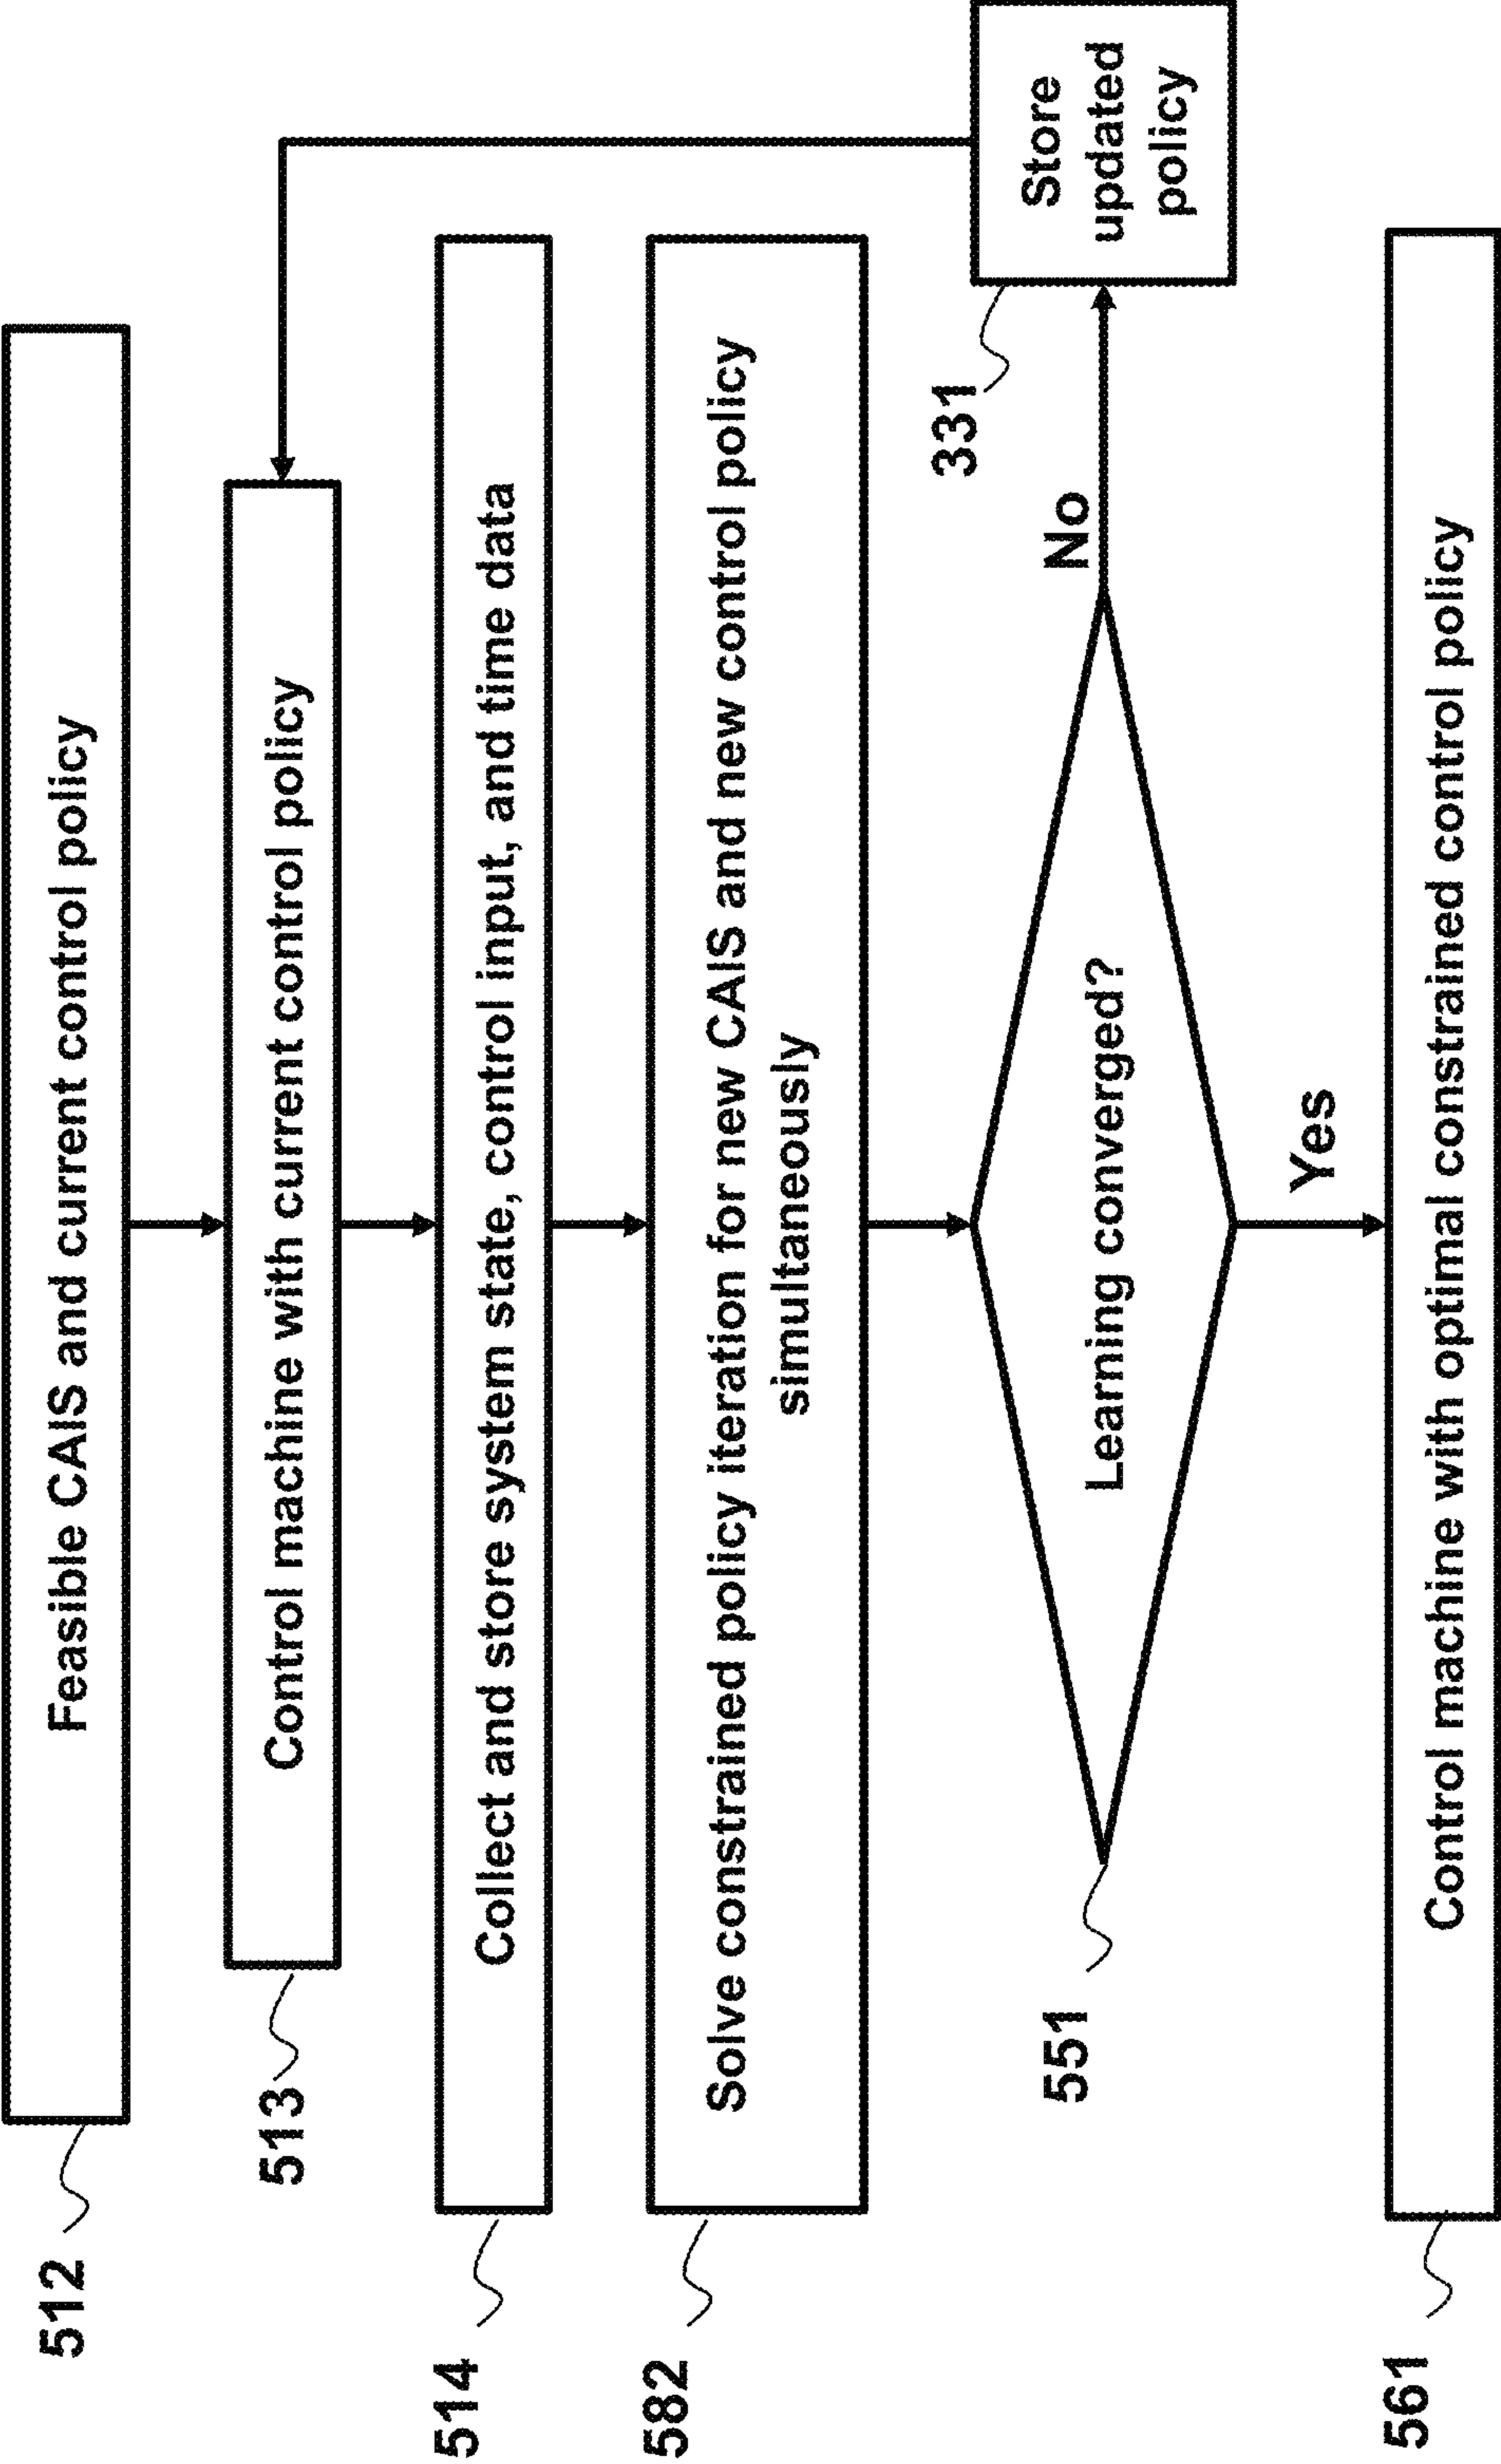 512
Feasible CAIS and current control policy
513
Control machine with current control policy
514
Collect and store system state, control input, and time data
582
Solve constrained policy iteration for new CAIS and new control policy
simultaneously
551
Learning converged?
No
331
Store
updated
policy
Yes
561
Control machine with optimal constrained control policy